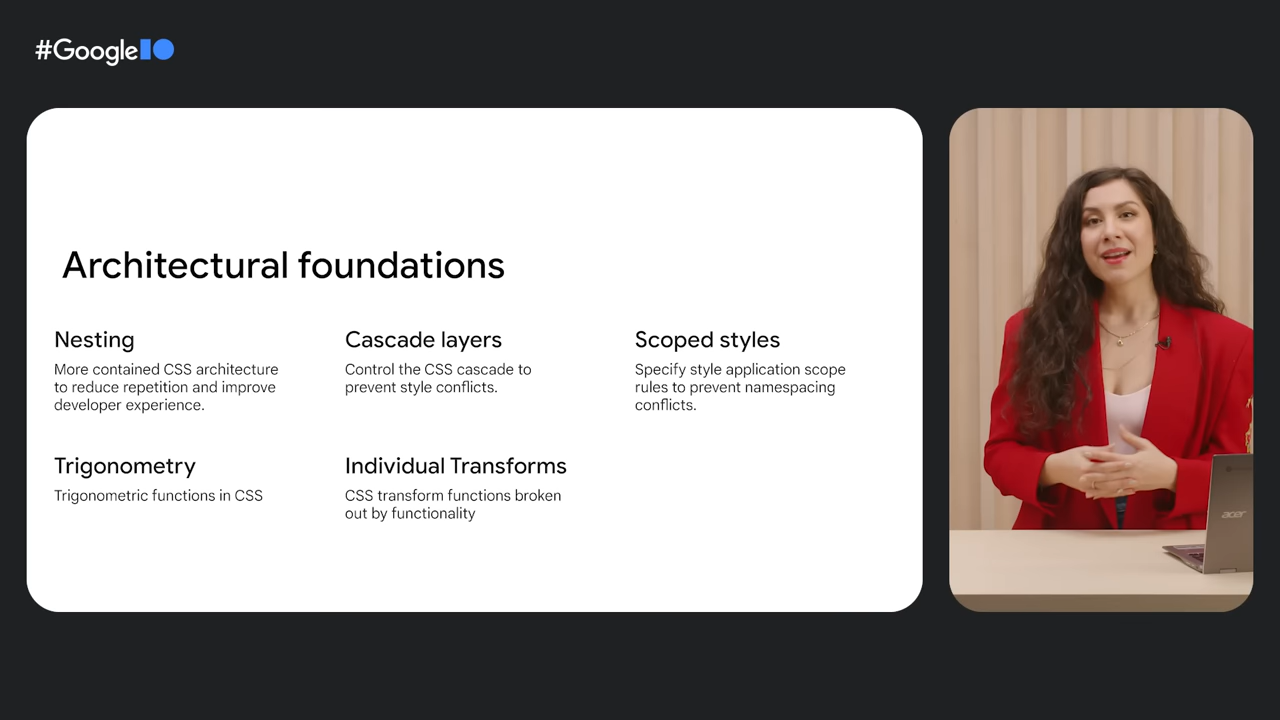 #Google IO
Architectural foundations
Nesting
More contained CSS architecture
to reduce repetition and improve
developer experience.
Cascade layers
Control the CSS cascade to
prevent style conflicts.
Scoped styles
Specify style application scope
rules to prevent namespacing
conflicts.
Trigonometry
Trigonometric functions in CSS
Individual Transforms
CSS transform functions broken
out by functionality
acer